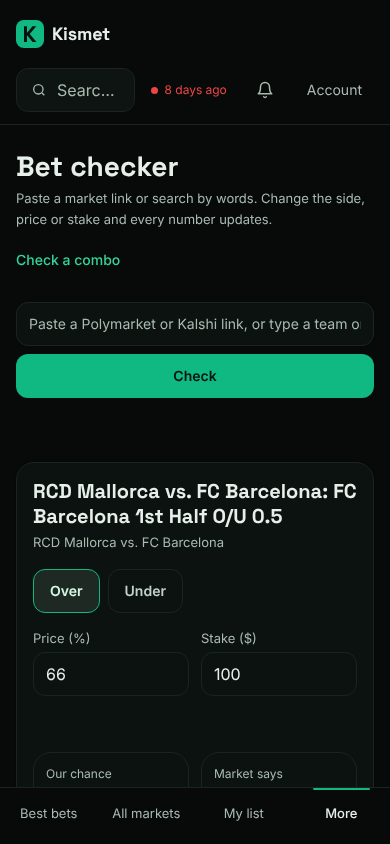 K Kismet
Searc... 8 days ago Account
Bet checker
Paste a market link or search by words. Change the side,
price or stake and every number updates.
Check a combo
Paste a Polymarket or Kalshi link, or type a team o
Check
RCD Mallorca vs. FC Barcelona: FC
Barcelona 1st Half O/U 0.5
RCD Mallorca vs. FC Barcelona
Over Under
Price (%) Stake ($)
66 100
Our chance Market says
Best bets All markets My list More